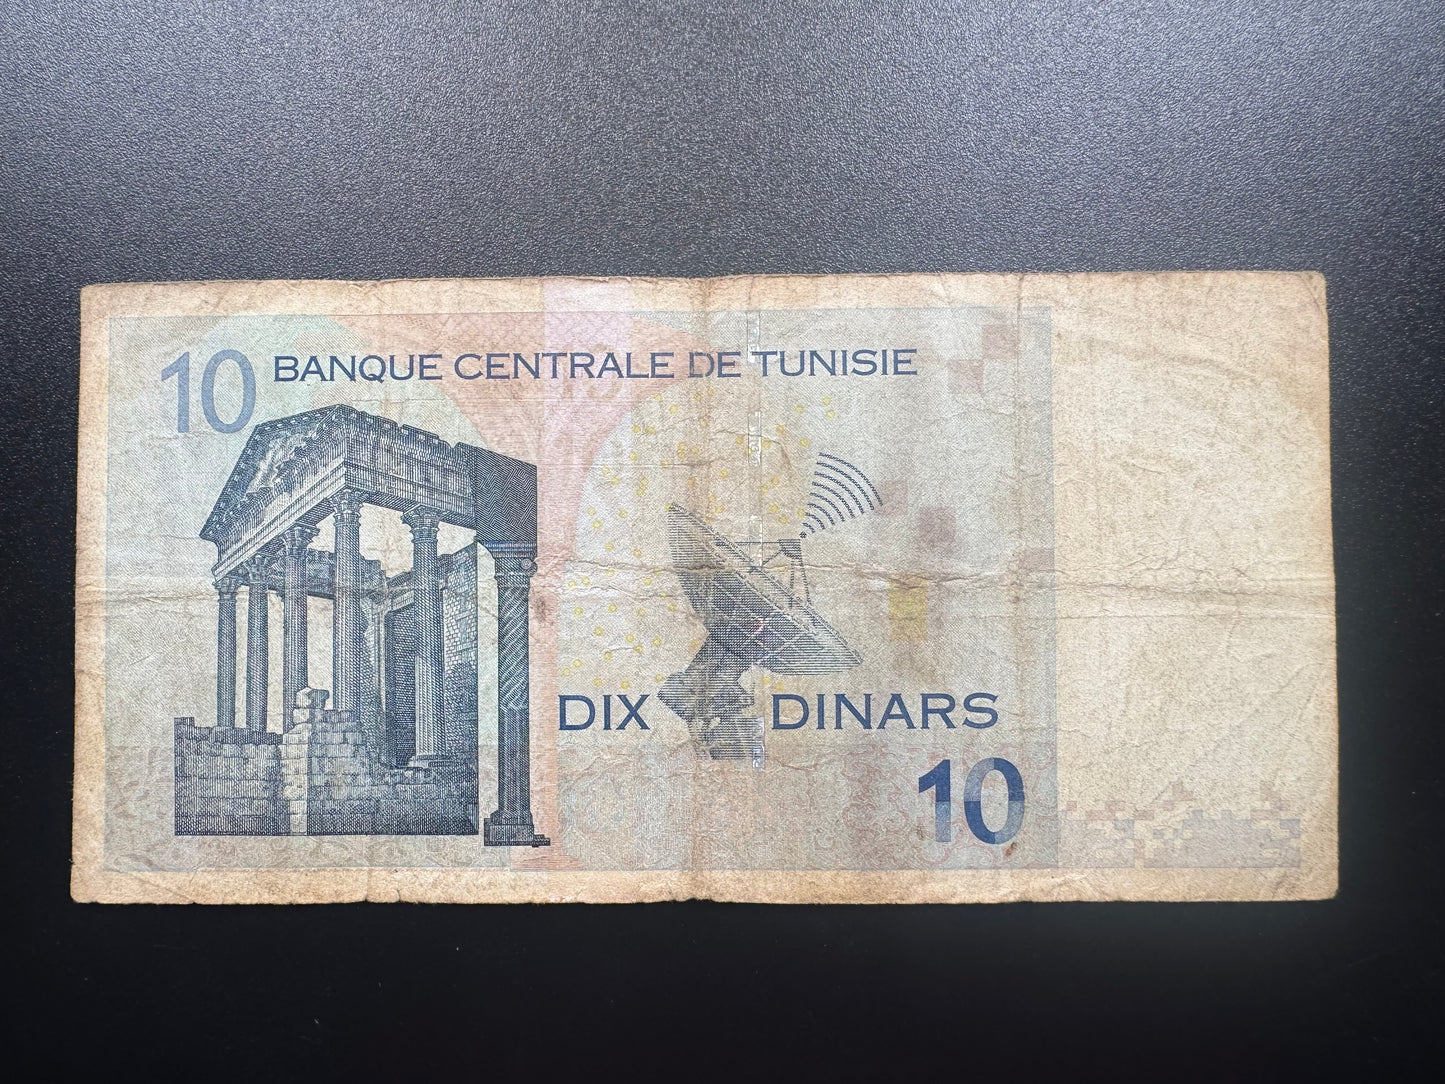 10 BANQUE CENTRALE DE TUNISIE
DIX DINARS
10